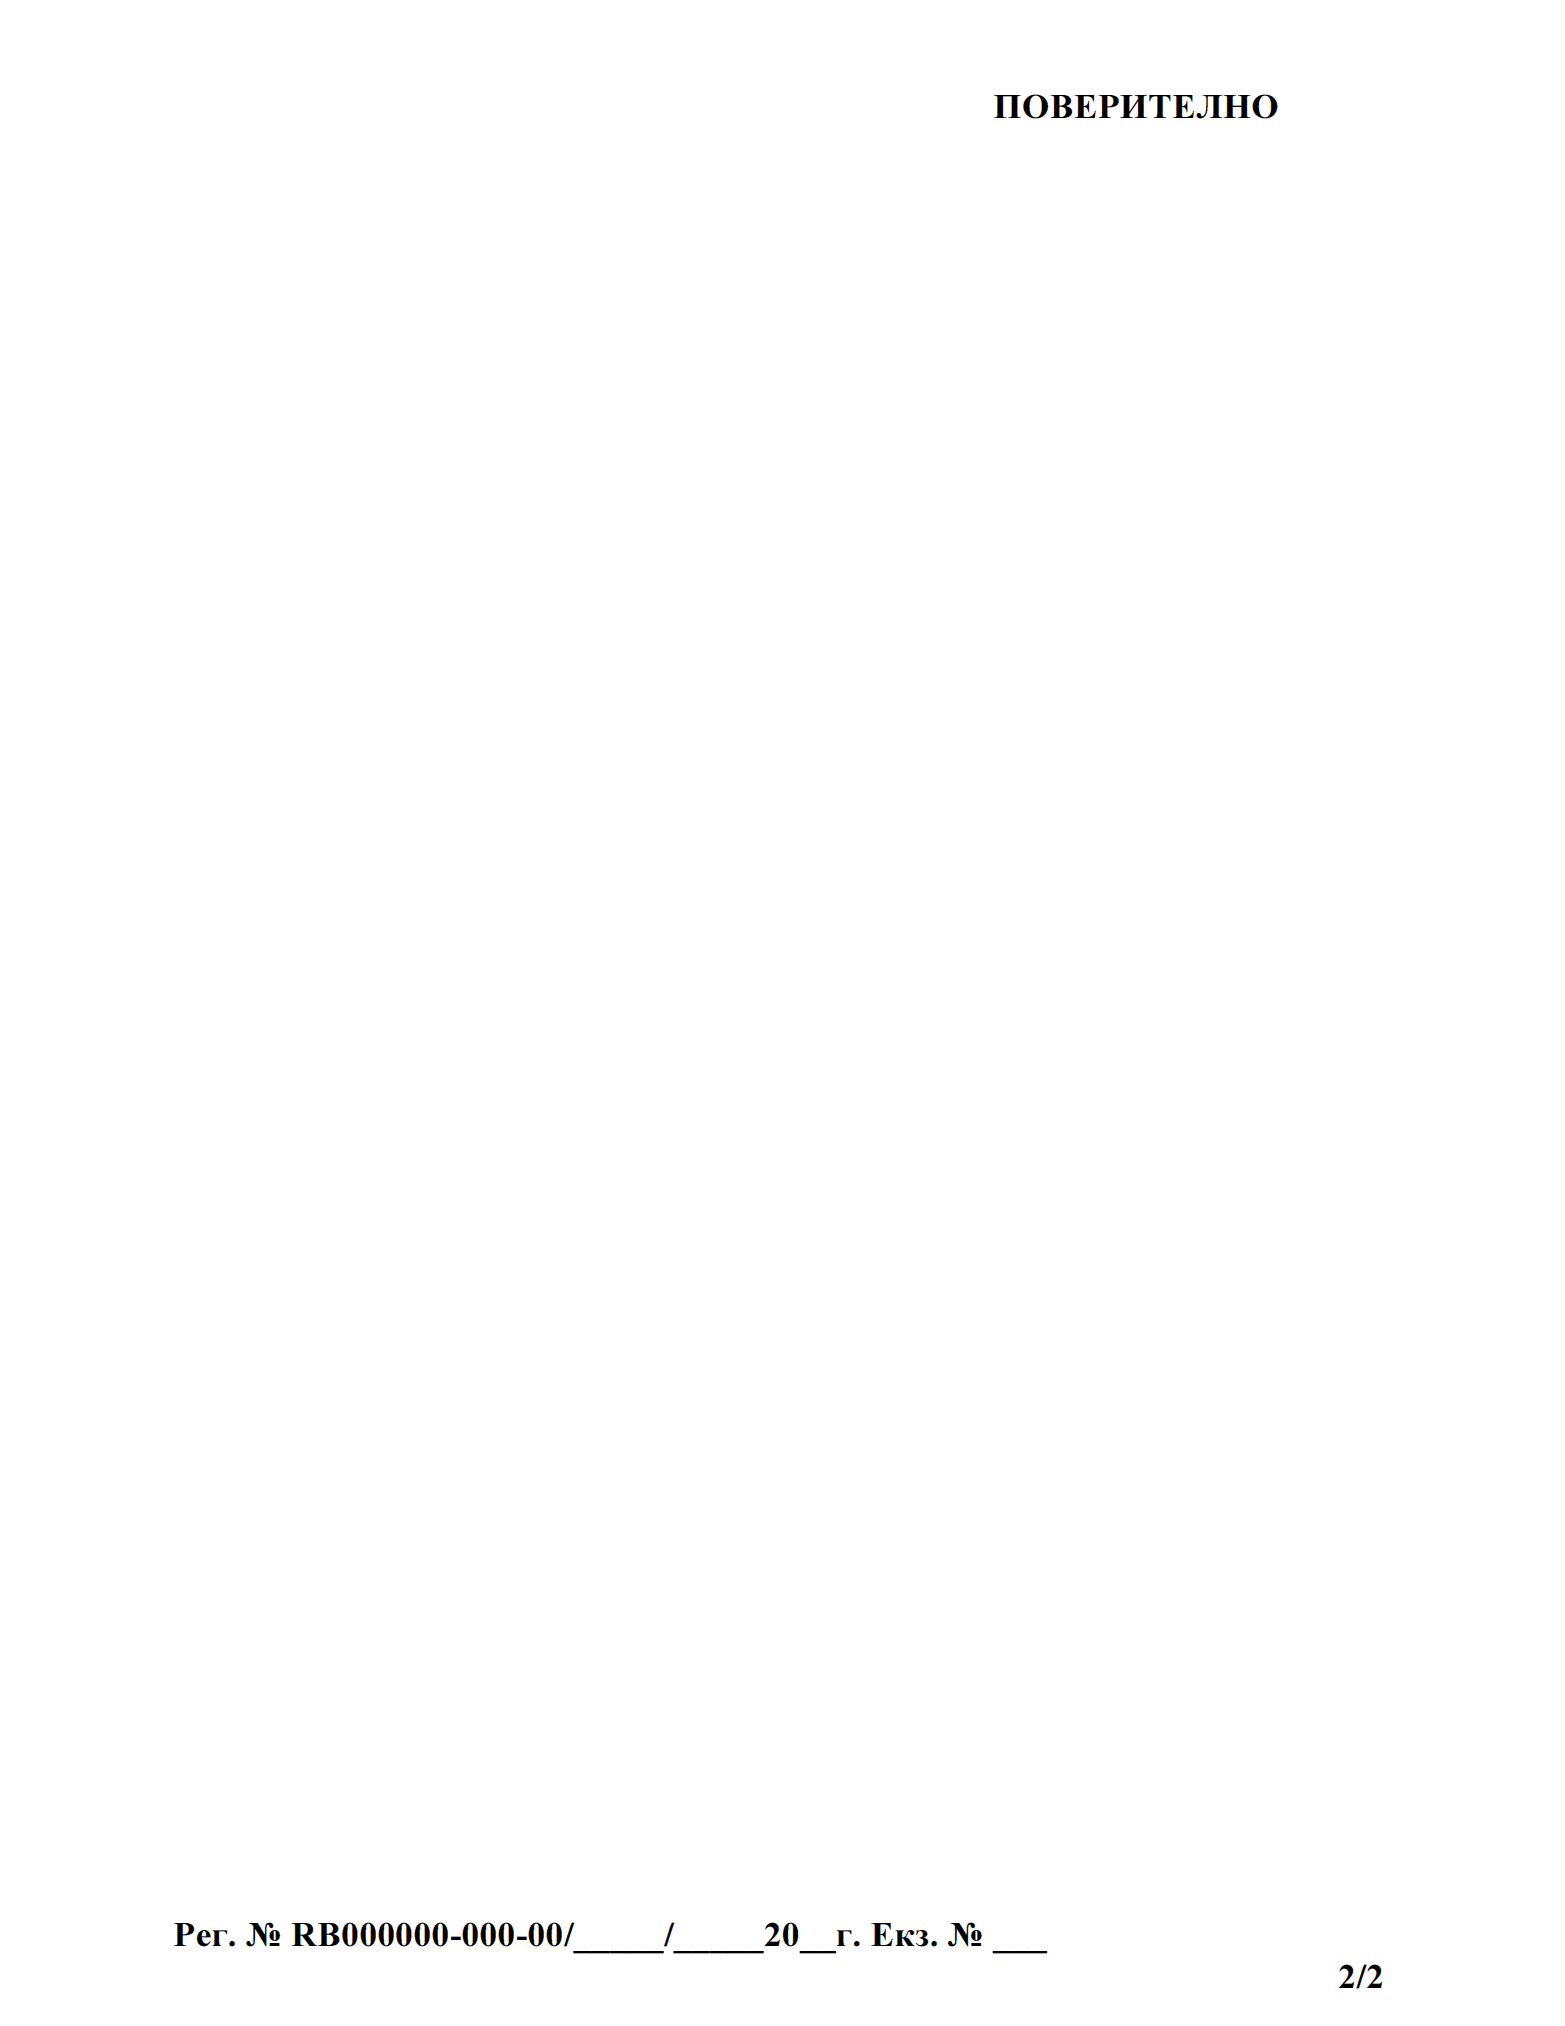 ПОВЕРИТЕЛНО
Рег. № RB000000-000-00/_____/_____20__г. Екз. № ___
2/2